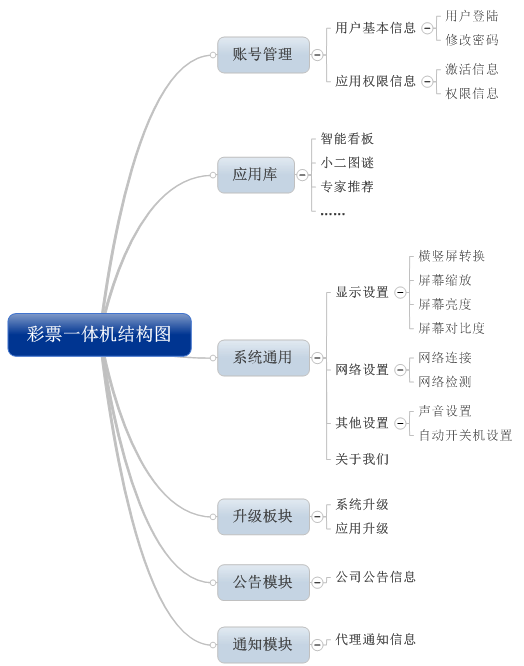 彩票一体机结构图
账号管理
用户基本信息
用户登陆
修改密码
应用权限信息
激活信息
权限信息
应用库
智能看板
小二图谜
专家推荐
......
系统通用
显示设置
横竖屏转换
屏幕缩放
屏幕亮度
屏幕对比度
网络设置
网络连接
网络检测
其他设置
声音设置
自动开关机设置
关于我们
升级板块
系统升级
应用升级
公告模块
公司公告信息
通知模块
代理通知信息